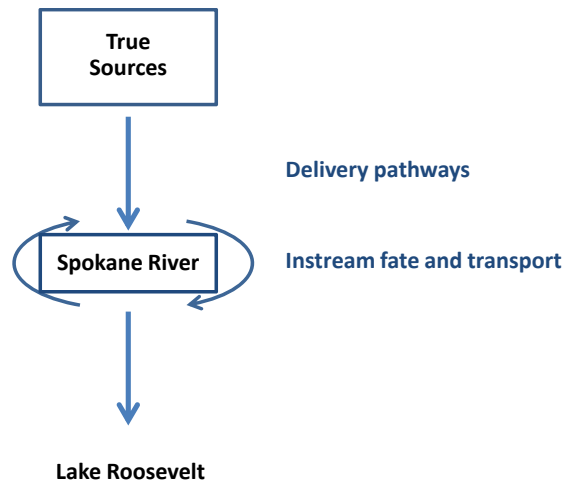 True
Sources
Delivery pathways
Spokane River
Instream fate and transport
Lake Roosevelt